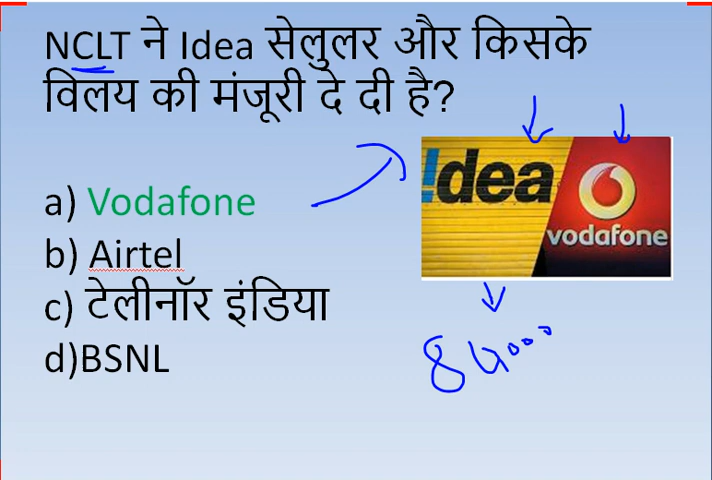 NCLT ने Idea सेलुलर और किसके
विलय की मंजूरी दे दी है?
!dea
vodafone
a) Vodafone
b) Airtel
c) टेलीनॉर इंडिया
d)BSNL